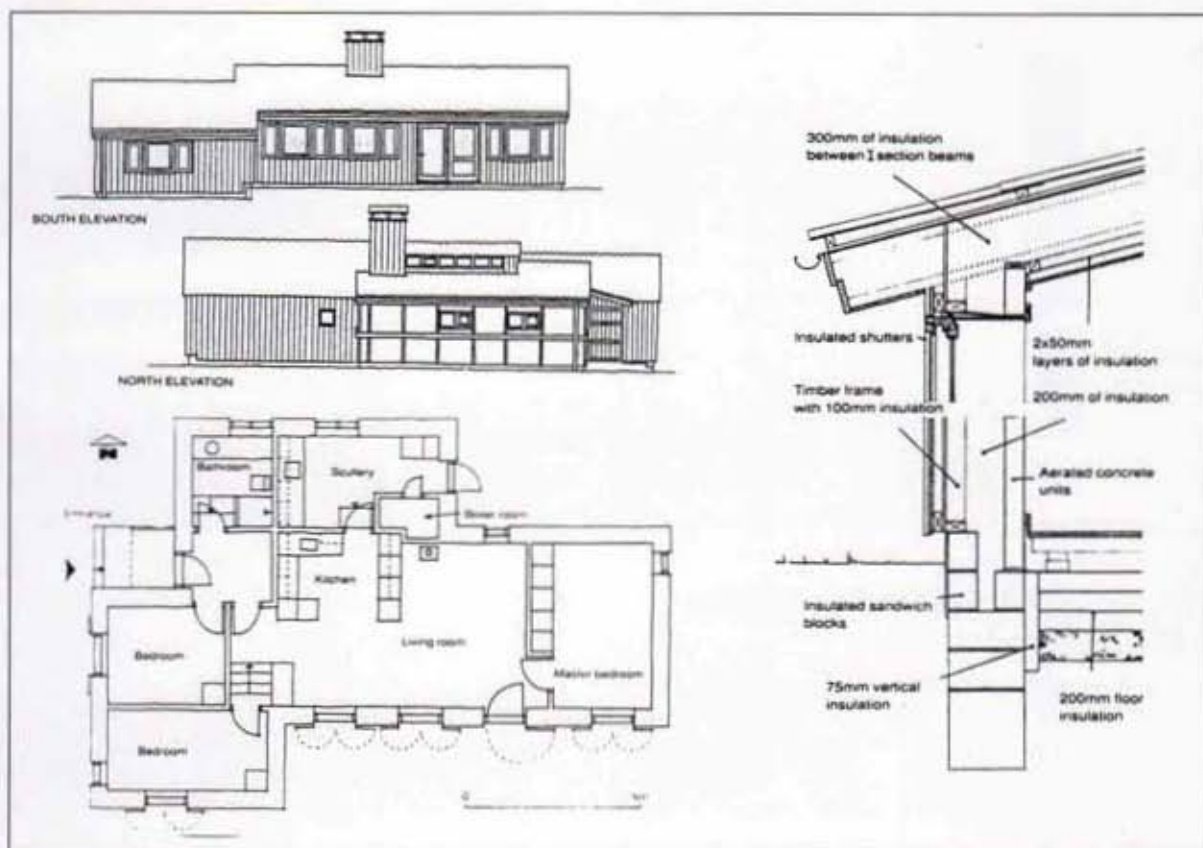 SOUTH ELEVATION
NORTH ELEVATION
Bathroom
Scullery
Entrance
Boiler room
Kitchen
Living room
Bedroom
Master bedroom
Bedroom
300mm of insulation
between I section beams
Insulated shutters
2x50mm
layers of insulation
Timber frame
with 100mm insulation
200mm of insulation
Aerated concrete
units
Insulated sandwich
blocks
75mm vertical
insulation
200mm floor
insulation